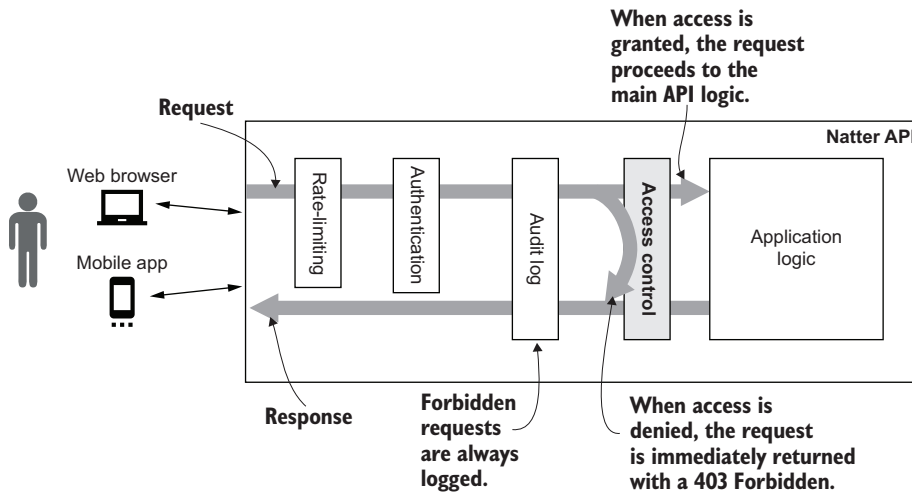 When access is
granted, the request
proceeds to the
main API logic.
Request
Natter API
Web browser
Mobile app
Rate-limiting
Authentication
Audit log
Access control
Application
logic
Response
Forbidden
requests
are always
logged.
When access is
denied, the request
is immediately returned
with a 403 Forbidden.